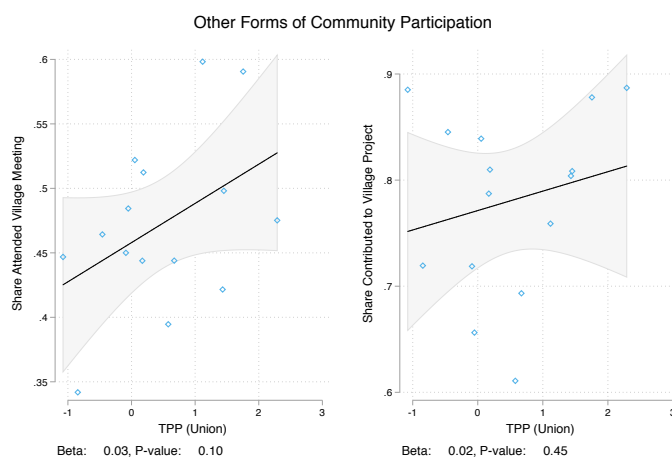 Other Forms of Community Participation
Share Attended Village Meeting
.6
.55
.5
.45
.4
.35
-1 0 1 2 3
TPP (Union)
Beta: 0.03, P-value: 0.10
Share Contributed to Village Project
.9
.8
.7
.6
-1 0 1 2 3
TPP (Union)
Beta: 0.02, P-value: 0.45